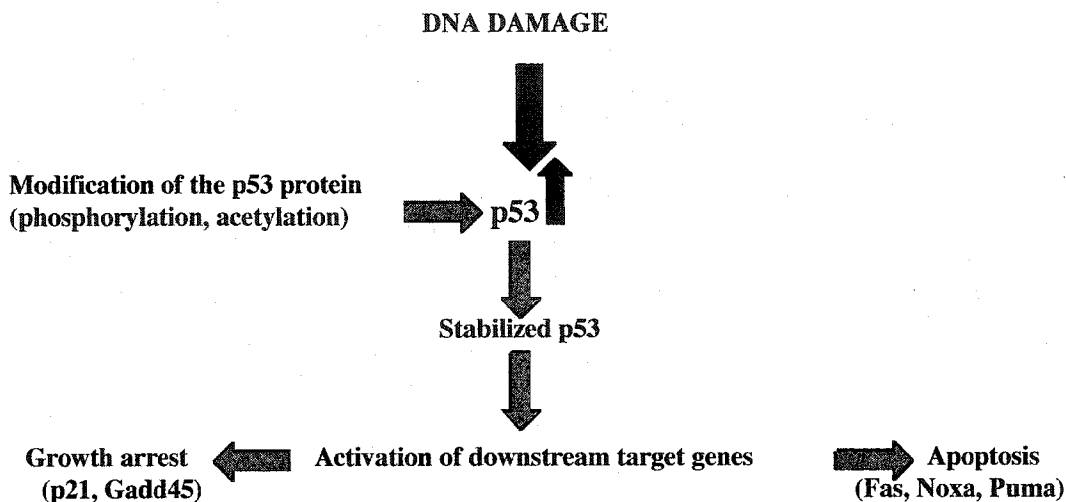 DNA DAMAGE
Modification of the p53 protein
(phosphorylation, acetylation)
p53
Stabilized p53
Growth arrest
(p21, Gadd45)
Activation of downstream target genes
Apoptosis
(Fas, Noxa, Puma)